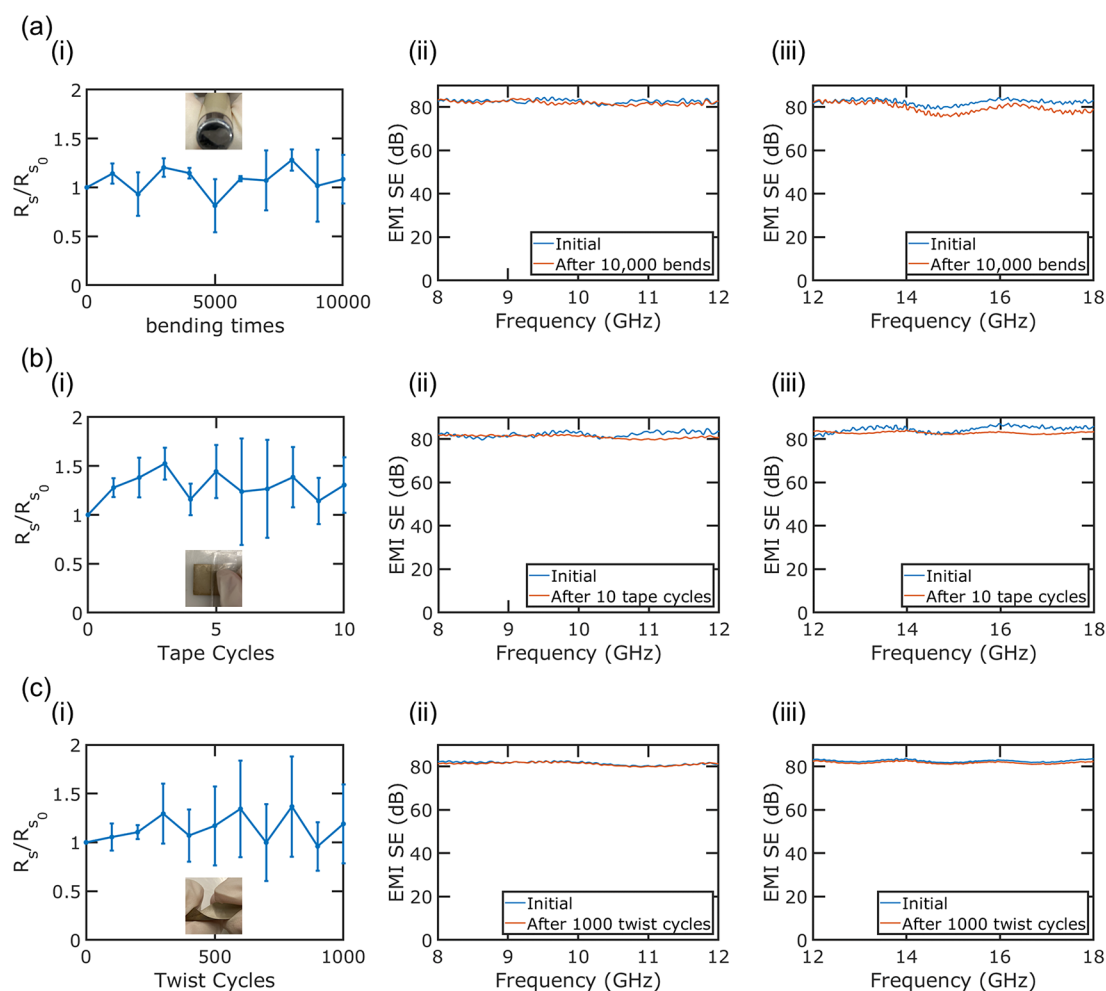 (a)
(i)
(ii)
(iii)
2
1.5
1
0.5
0
Rs/Rs0
0
5000
10000
bending times
80
60
40
20
0
EMI SE (dB)
Initial
After 10,000 bends
8
9
10
11
12
Frequency (GHz)
80
60
40
20
0
EMI SE (dB)
Initial
After 10,000 bends
12
14
16
18
Frequency (GHz)
(b)
(i)
(ii)
(iii)
2
1.5
1
0.5
0
Rs/Rs0
0
5
10
Tape Cycles
80
60
40
20
0
EMI SE (dB)
Initial
After 10 tape cycles
8
9
10
11
12
Frequency (GHz)
80
60
40
20
0
EMI SE (dB)
Initial
After 10 tape cycles
12
14
16
18
Frequency (GHz)
(c)
(i)
(ii)
(iii)
2
1.5
1
0.5
0
Rs/Rs0
0
500
1000
Twist Cycles
80
60
40
20
0
EMI SE (dB)
Initial
After 1000 twist cycles
8
9
10
11
12
Frequency (GHz)
80
60
40
20
0
EMI SE (dB)
Initial
After 1000 twist cycles
12
14
16
18
Frequency (GHz)